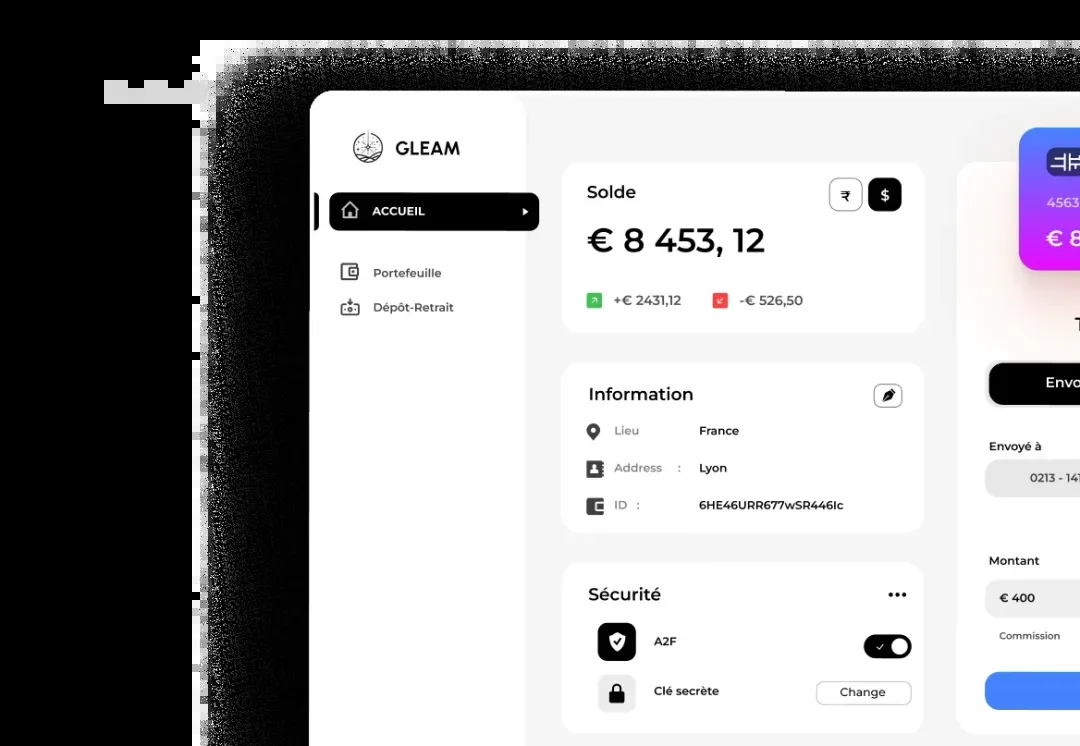 GLEAM
ACCUEIL
Portefeuille
Dépôt-Retrait
Solde
₹ $
€ 8 453, 12
+€ 2431,12 -€ 526,50
Information
Lieu France
Address : Lyon
ID : 6HE46URR677wSR446Ic
Sécurité
A2F
Clé secrète Change
4563
€ 8
Envo
Envoyé à
0213 - 141
Montant
€ 400
Commission